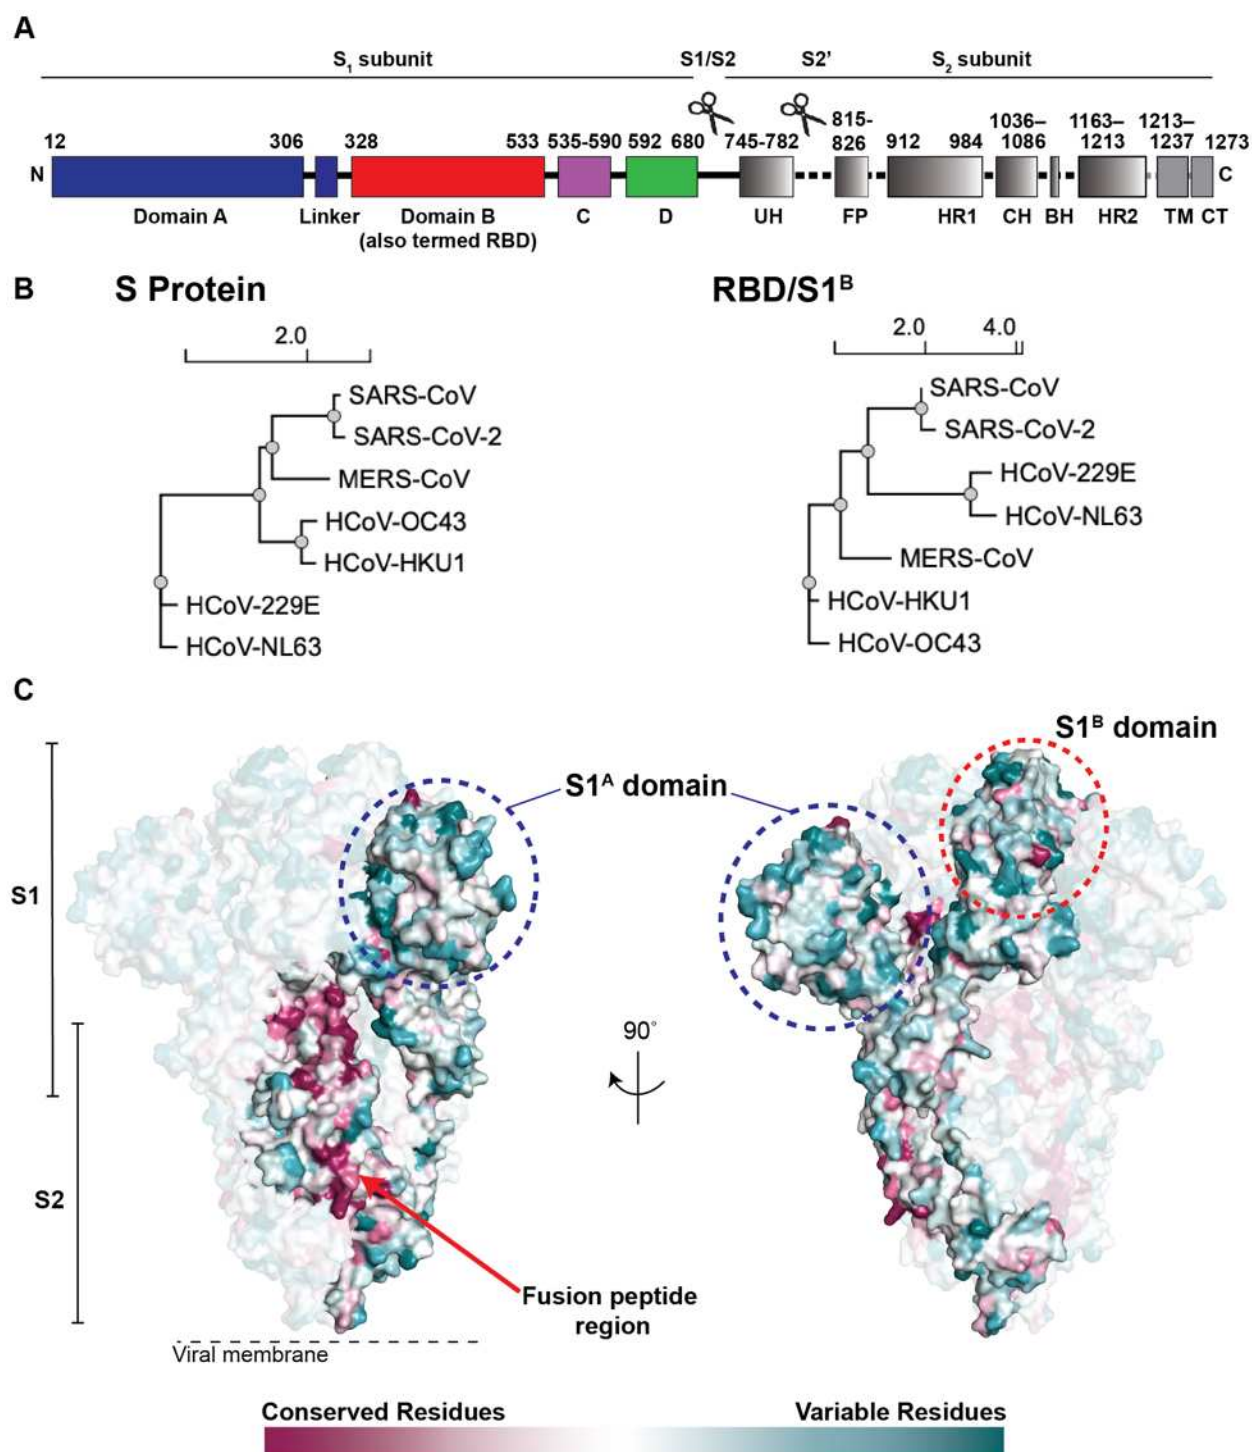 A
S1 subunit S1/S2 S2’ S2 subunit
815- 1036– 1163– 1213–
12 306 328 533 535-590 592 680 745-782 826 912 984 1086 1213 1237 1273
N C
Domain A Linker Domain B C D UH FP HR1 CH BH HR2 TM CT
(also termed RBD)
B S Protein RBD/S1B
2.0
SARS-CoV
SARS-CoV-2
MERS-CoV
HCoV-OC43
HCoV-HKU1
HCoV-229E
HCoV-NL63
2.0 4.0
SARS-CoV
SARS-CoV-2
HCoV-229E
HCoV-NL63
MERS-CoV
HCoV-HKU1
HCoV-OC43
C
S1B domain
S1A domain
S1
90°
S2
Fusion peptide
region
Viral membrane
Conserved Residues Variable Residues